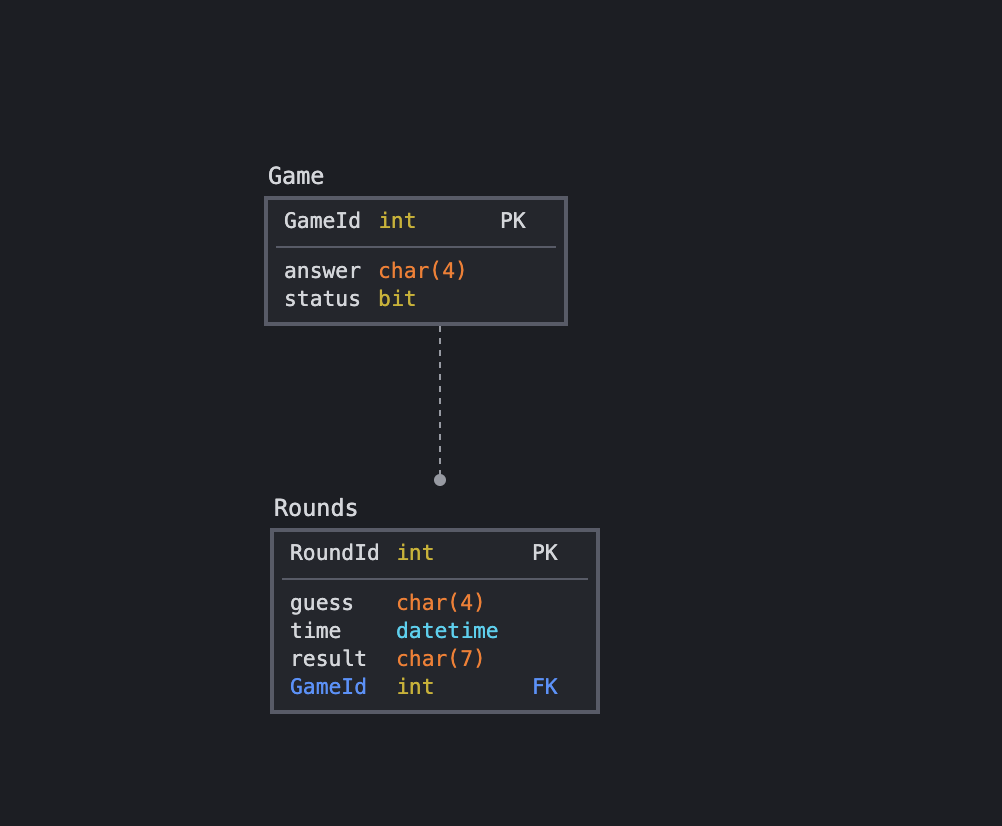 Game
GameId int PK
answer char(4)
status bit
Rounds
RoundId int PK
guess char(4)
time datetime
result char(7)
GameId int FK